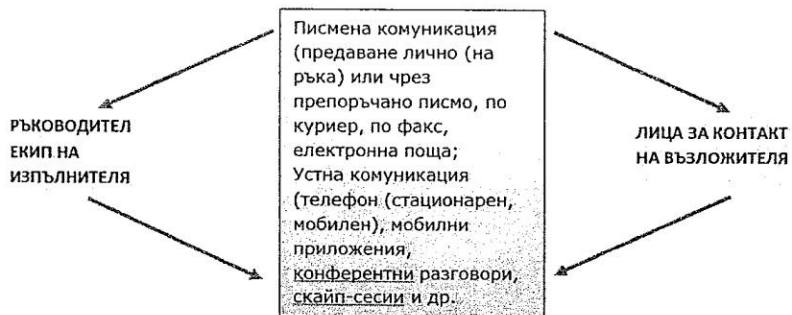 РЪКОВОДИТЕЛ
ЕКИП НА
ИЗПЪЛНИТЕЛЯ
Писмена комуникация
(предаване лично (на
ръка) или чрез
препоръчано писмо, по
куриер, по факс,
електронна поща;
Устна комуникация
(телефон (стационарен,
мобилен), мобилни
приложения,
конферентни разговори,
скайп-сесии и др.
ЛИЦА ЗА КОНТАКТ
НА ВЪЗЛОЖИТЕЛЯ